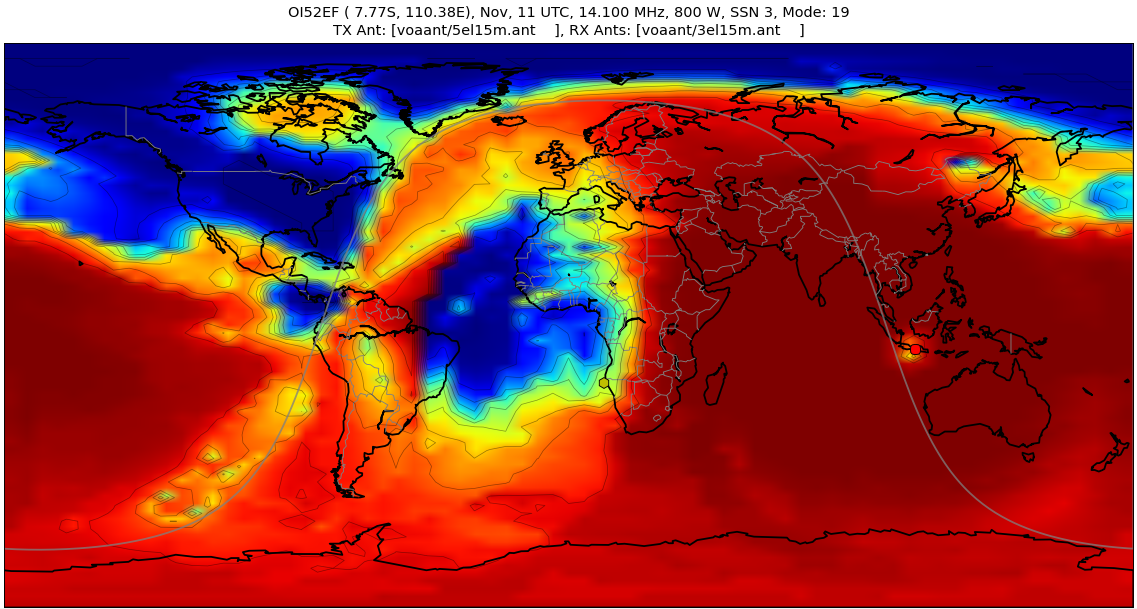 OI52EF ( 7.77S, 110.38E), Nov, 11 UTC, 14.100 MHz, 800 W, SSN 3, Mode: 19
TX Ant: [voaant/5el15m.ant    ], RX Ants: [voaant/3el15m.ant    ]